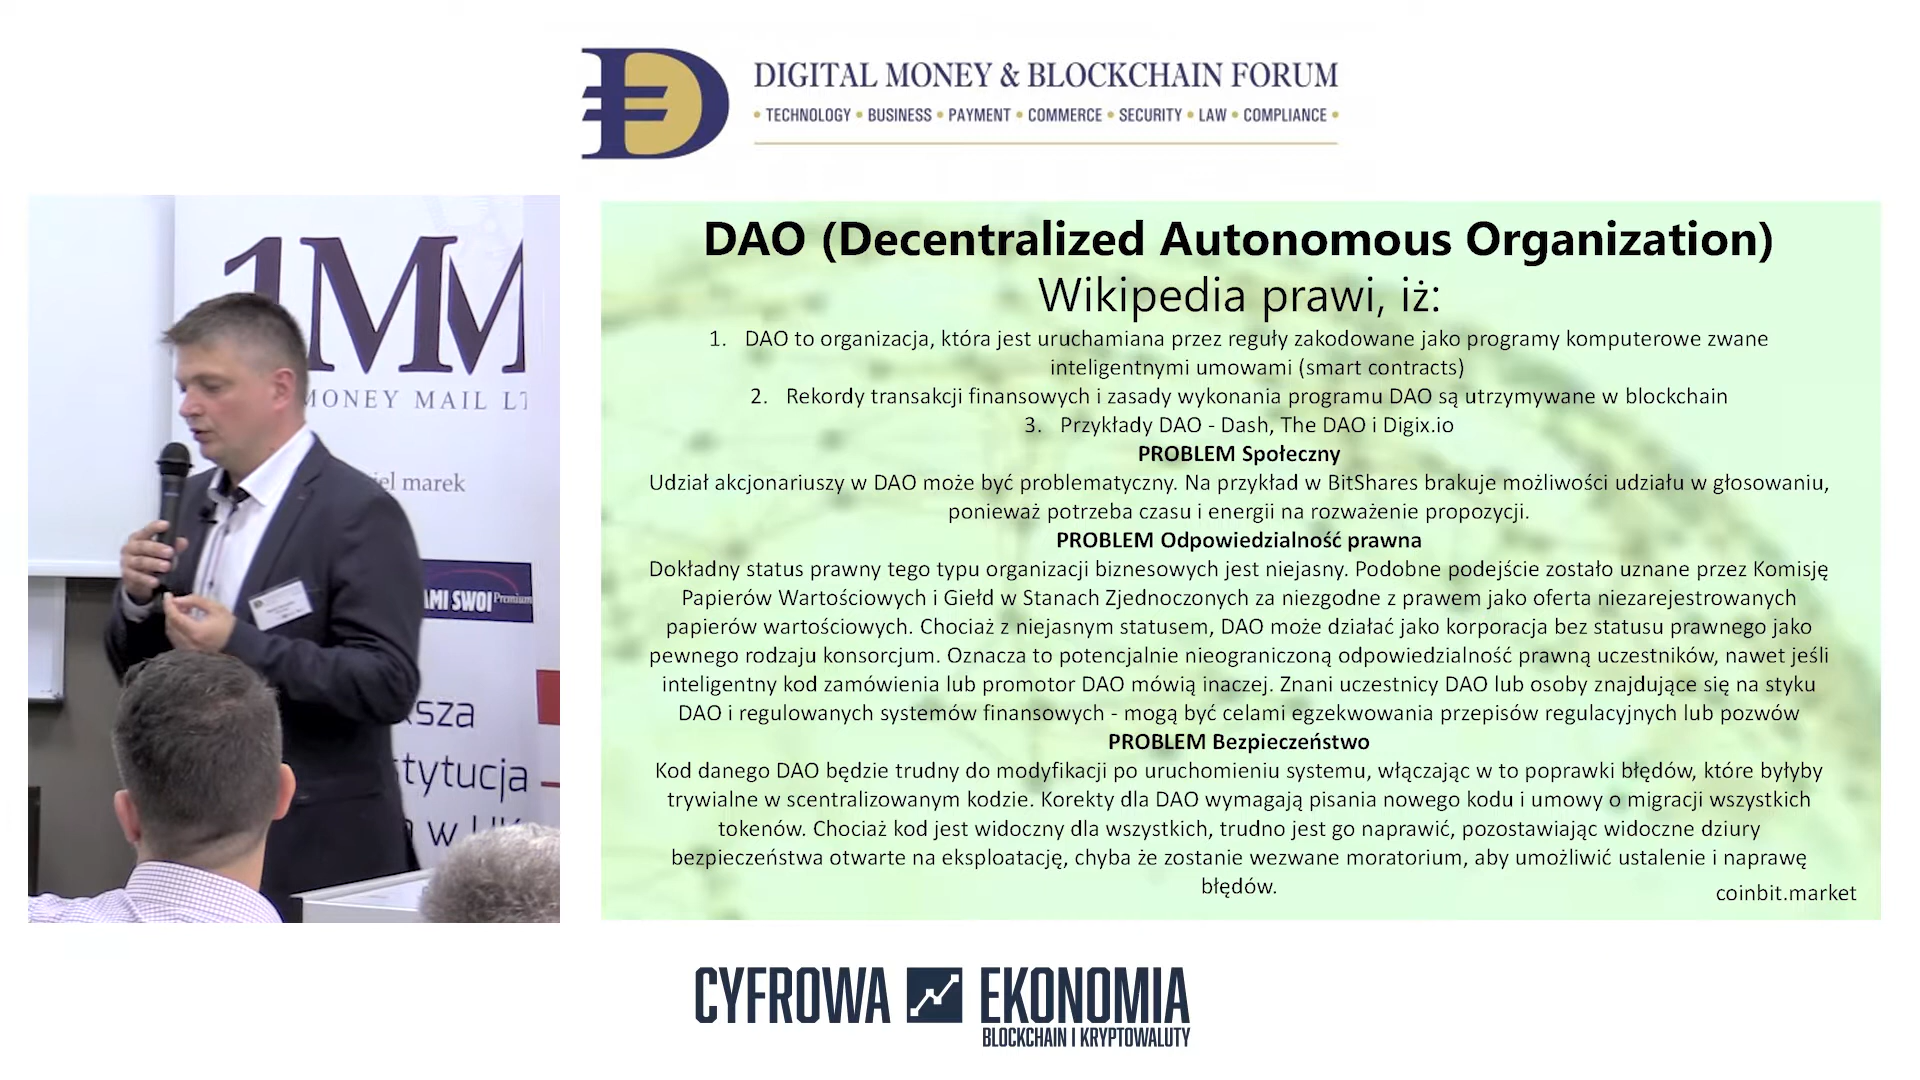 DIGITAL MONEY & BLOCKCHAIN FORUM
• TECHNOLOGY • BUSINESS • PAYMENT • COMMERCE • SECURITY • LAW • COMPLIANCE •
1MM
MONEY MAIL LT
iel marek
AMI SWOI Premium
ksza
stytucja
w UK
DAO (Decentralized Autonomous Organization)
Wikipedia prawi, iż:
1. DAO to organizacja, która jest uruchamiana przez reguły zakodowane jako programy komputerowe zwane
inteligentnymi umowami (smart contracts)
2. Rekordy transakcji finansowych i zasady wykonania programu DAO są utrzymywane w blockchain
3. Przykłady DAO - Dash, The DAO i Digix.io
PROBLEM Społeczny
Udział akcjonariuszy w DAO może być problematyczny. Na przykład w BitShares brakuje możliwości udziału w głosowaniu,
ponieważ potrzeba czasu i energii na rozważenie propozycji.
PROBLEM Odpowiedzialność prawna
Dokładny status prawny tego typu organizacji biznesowych jest niejasny. Podobne podejście zostało uznane przez Komisję
Papierów Wartościowych i Giełd w Stanach Zjednoczonych za niezgodne z prawem jako oferta niezarejestrowanych
papierów wartościowych. Chociaż z niejasnym statusem, DAO może działać jako korporacja bez statusu prawnego jako
pewnego rodzaju konsorcjum. Oznacza to potencjalnie nieograniczoną odpowiedzialność prawną uczestników, nawet jeśli
inteligentny kod zamówienia lub promotor DAO mówią inaczej. Znani uczestnicy DAO lub osoby znajdujące się na styku
DAO i regulowanych systemów finansowych - mogą być celami egzekwowania przepisów regulacyjnych lub pozwów
PROBLEM Bezpieczeństwo
Kod danego DAO będzie trudny do modyfikacji po uruchomieniu systemu, włączając w to poprawki błędów, które byłyby
trywialne w scentralizowanym kodzie. Korekty dla DAO wymagają pisania nowego kodu i umowy o migracji wszystkich
tokenów. Chociaż kod jest widoczny dla wszystkich, trudno jest go naprawić, pozostawiając widoczne dziury
bezpieczeństwa otwarte na eksploatację, chyba że zostanie wezwane moratorium, aby umożliwić ustalenie i naprawę
błędów.
coinbit.market
CYFROWA EKONOMIA
BLOCKCHAIN I KRYPTOWALUTY